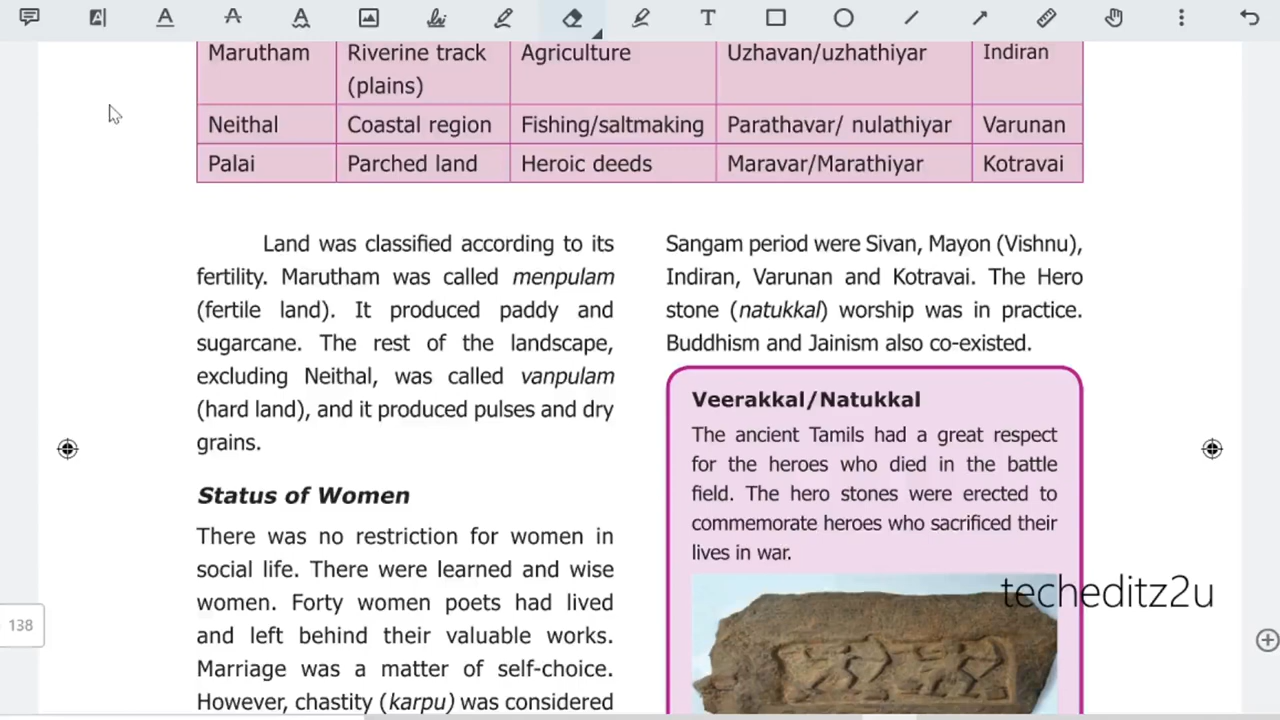 Marutham Riverine track (plains) Agriculture Uzhavan/uzhathiyar Indiran
Neithal Coastal region Fishing/saltmaking Parathavar/ nulathiyar Varunan
Palai Parched land Heroic deeds Maravar/Marathiyar Kotravai
Land was classified according to its
fertility. Marutham was called menpulam
(fertile land). It produced paddy and
sugarcane. The rest of the landscape,
excluding Neithal, was called vanpulam
(hard land), and it produced pulses and dry
grains.
Status of Women
There was no restriction for women in
social life. There were learned and wise
women. Forty women poets had lived
and left behind their valuable works.
Marriage was a matter of self-choice.
However, chastity (karpu) was considered
Sangam period were Sivan, Mayon (Vishnu),
Indiran, Varunan and Kotravai. The Hero
stone (natukkal) worship was in practice.
Buddhism and Jainism also co-existed.
Veerakkal/Natukkal
The ancient Tamils had a great respect
for the heroes who died in the battle
field. The hero stones were erected to
commemorate heroes who sacrificed their
lives in war.
techeditz2u
138